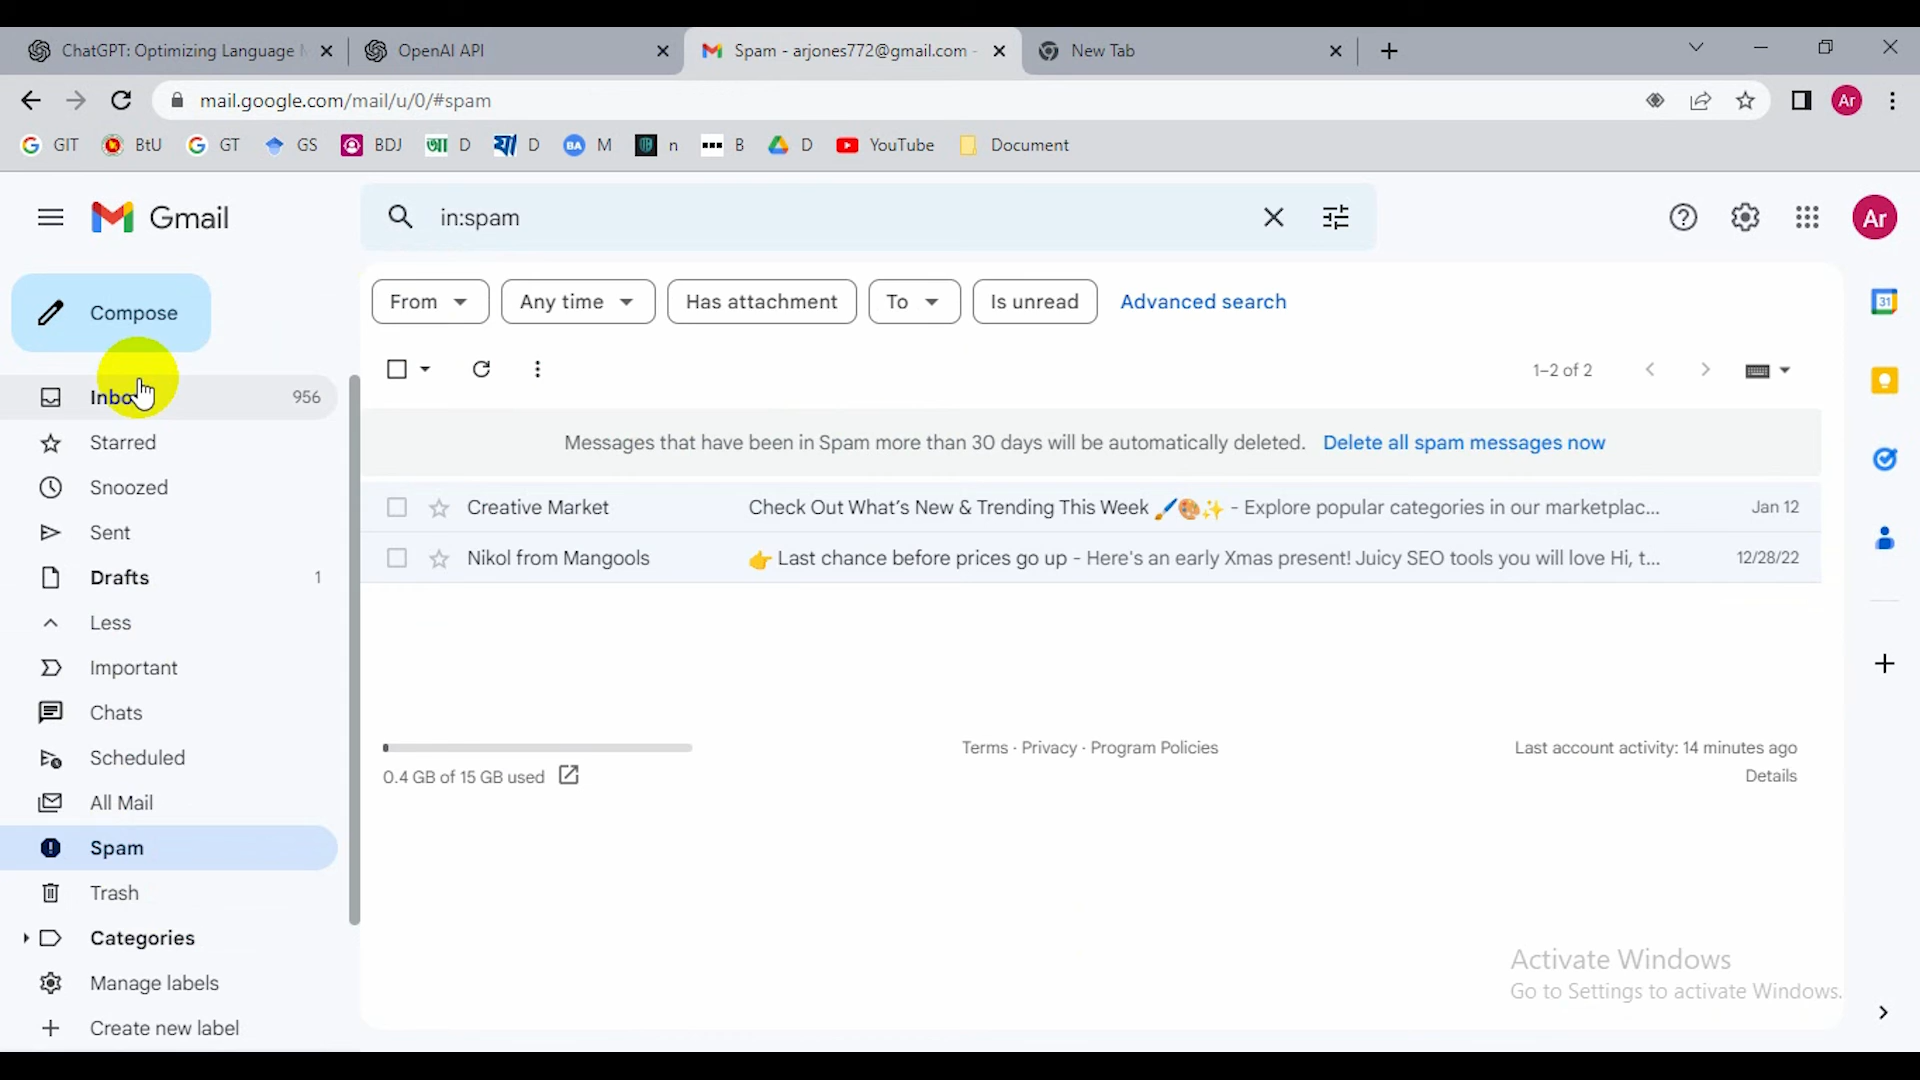 ChatGPT: Optimizing Language
OpenAI API
Spam - arjones772@gmail.com -
New Tab
mail.google.com/mail/u/0/#spam
Ar
GIT
BtU
GT
GS
BDJ
D
D
BA M
n
B
D
YouTube
Document
Gmail
in:spam
Ar
Compose
From
Any time
Has attachment
To
Is unread
Advanced search
31
1–2 of 2
Inbo 956
Starred
Snoozed
Sent
Drafts 1
Less
Important
Chats
Scheduled
All Mail
Spam
Trash
Categories
Manage labels
Create new label
Messages that have been in Spam more than 30 days will be automatically deleted. Delete all spam messages now
Creative Market Check Out What's New & Trending This Week 🖌️🎨✨ - Explore popular categories in our marketplac... Jan 12
Nikol from Mangools 👉 Last chance before prices go up - Here's an early Xmas present! Juicy SEO tools you will love Hi, t... 12/28/22
0.4 GB of 15 GB used
Terms · Privacy · Program Policies
Last account activity: 14 minutes ago
Details
Activate Windows
Go to Settings to activate Windows.